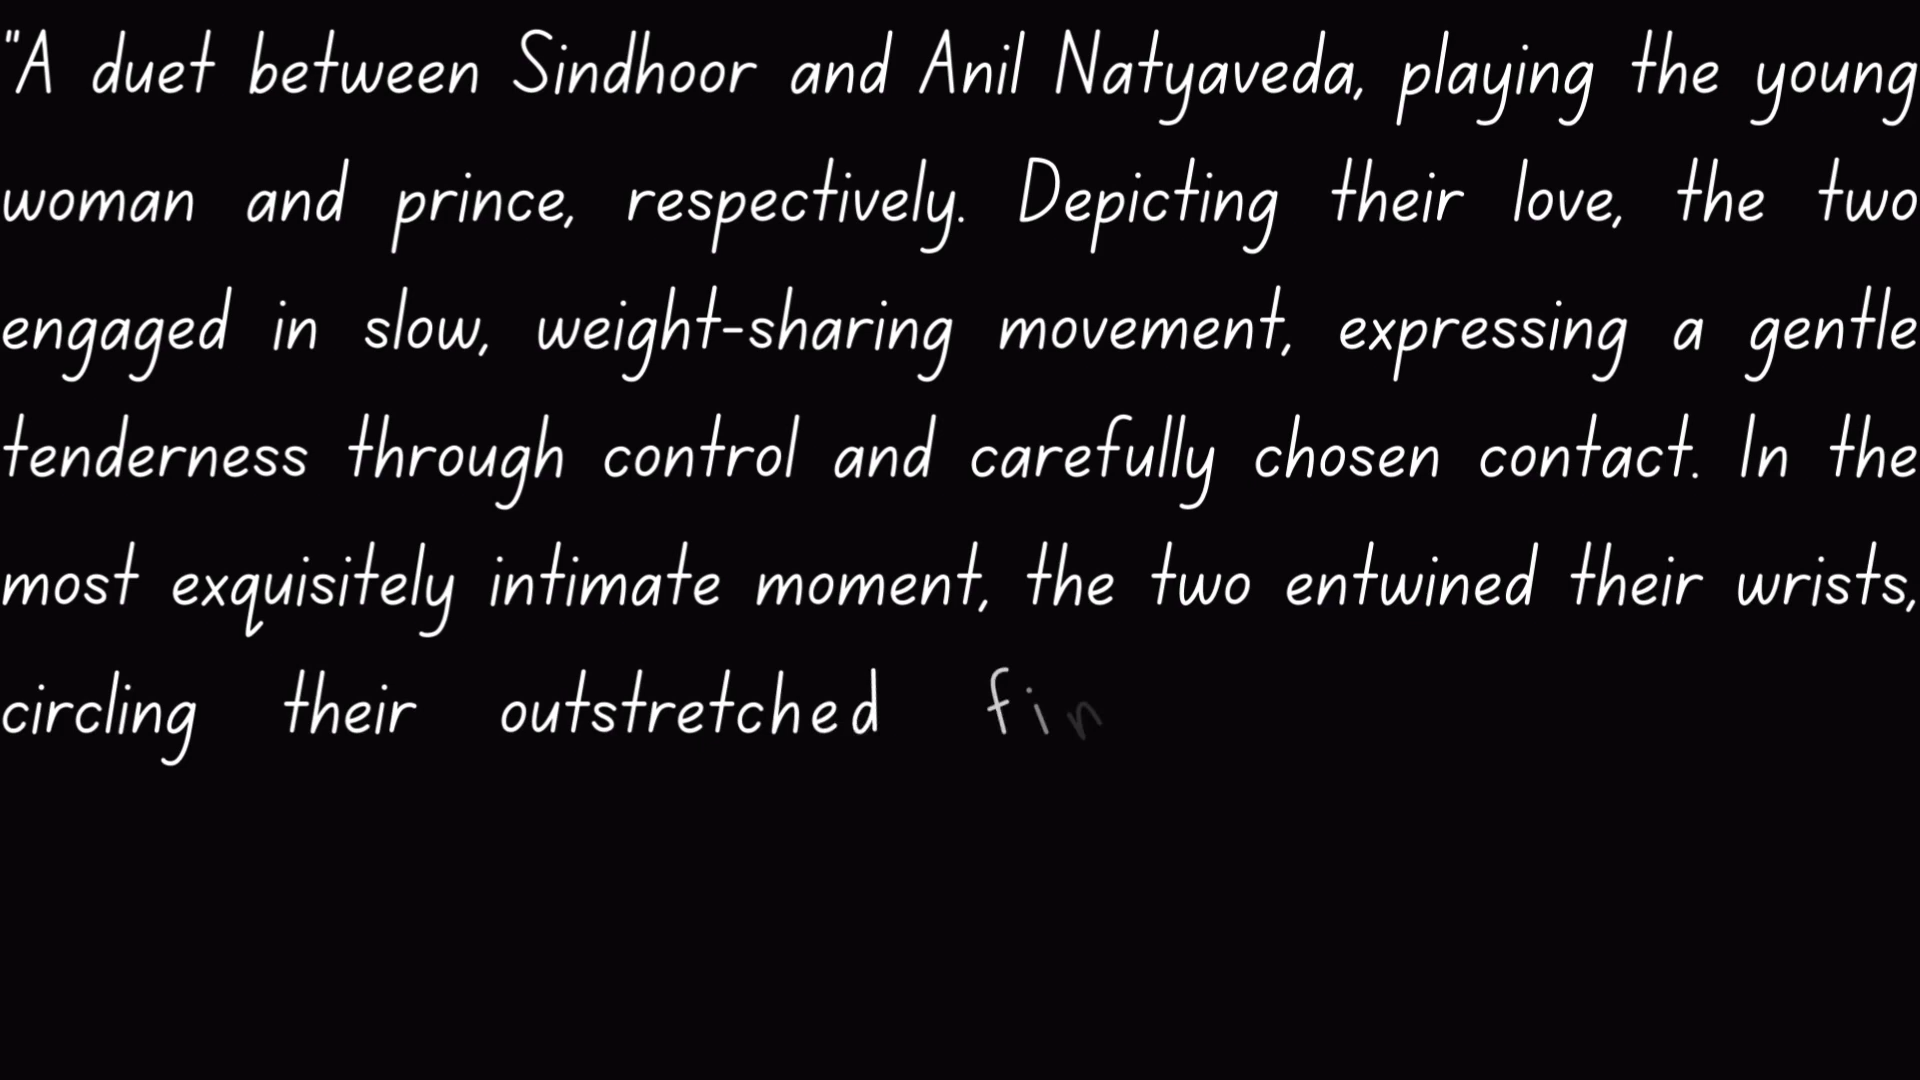 "A duet between Sindhoor and Anil Natyaveda, playing the young
woman and prince, respectively. Depicting their love, the two
engaged in slow, weight-sharing movement, expressing a gentle
tenderness through control and carefully chosen contact. In the
most exquisitely intimate moment, the two entwined their wrists,
circling their outstretched fin